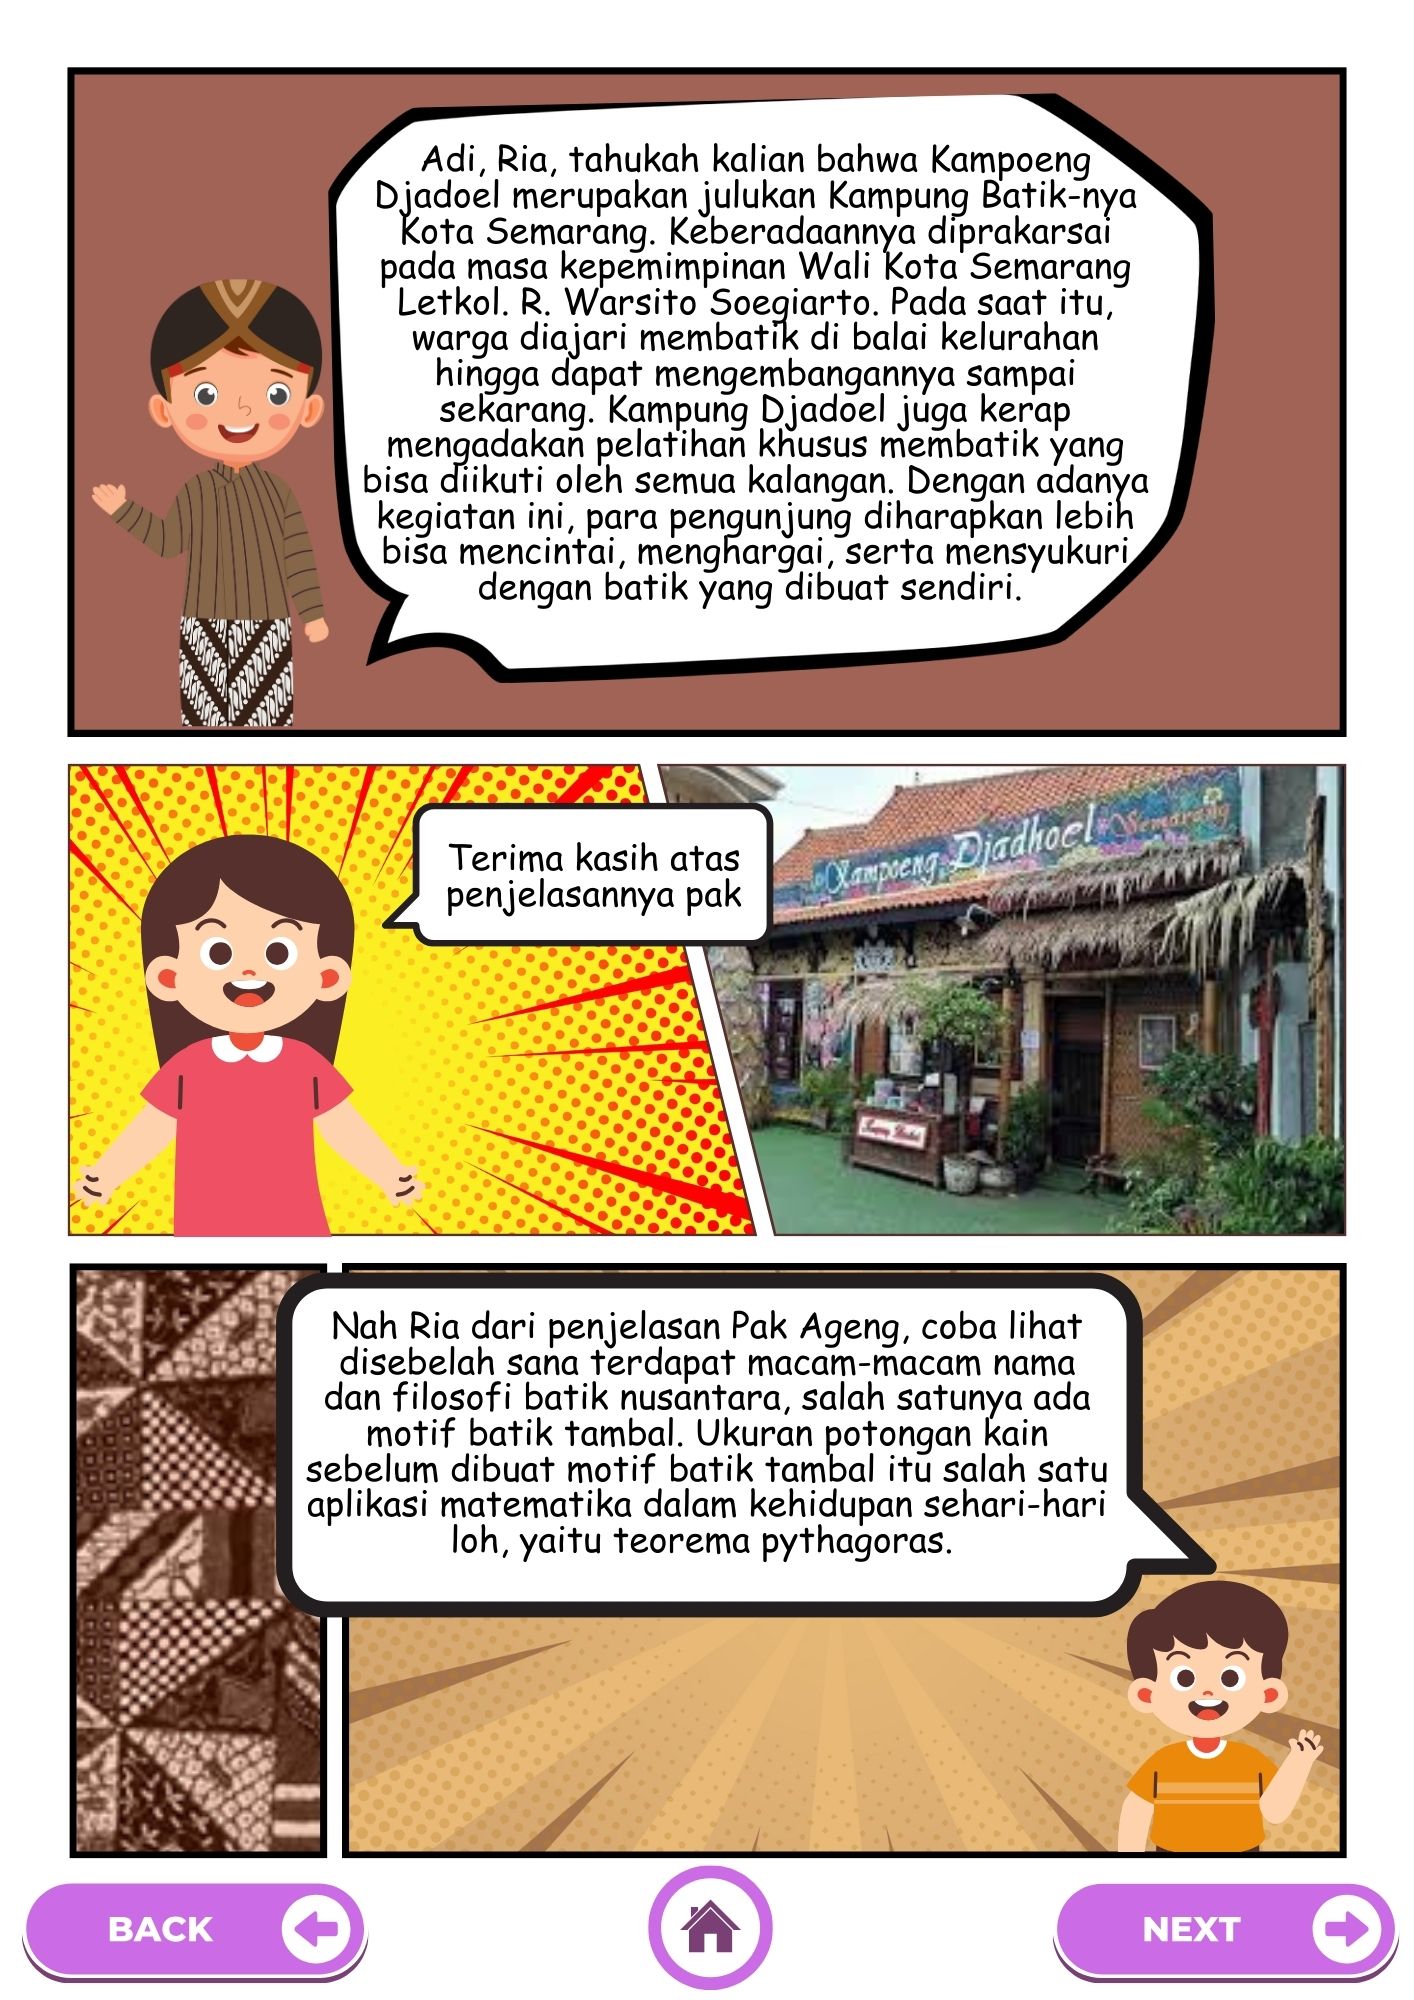 Adi, Ria, tahukah kalian bahwa Kampoeng
Djadoel merupakan julukan Kampung Batik-nya
Kota Semarang. Keberadaannya diprakarsai
pada masa kepemimpinan Wali Kota Semarang
Letkol. R. Warsito Soegiarto. Pada saat itu,
warga diajari membatik di balai kelurahan
hingga dapat mengembangannya sampai
sekarang. Kampung Djadoel juga kerap
mengadakan pelatihan khusus membatik yang
bisa diikuti oleh semua kalangan. Dengan adanya
kegiatan ini, para pengunjung diharapkan lebih
bisa mencintai, menghargai, serta mensyukuri
dengan batik yang dibuat sendiri.
Terima kasih atas
penjelasannya pak
Kampoeng Djadhoel Semarang
Nah Ria dari penjelasan Pak Ageng, coba lihat
disebelah sana terdapat macam-macam nama
dan filosofi batik nusantara, salah satunya ada
motif batik tambal. Ukuran potongan kain
sebelum dibuat motif batik tambal itu salah satu
aplikasi matematika dalam kehidupan sehari-hari
loh, yaitu teorema pythagoras.
BACK
NEXT